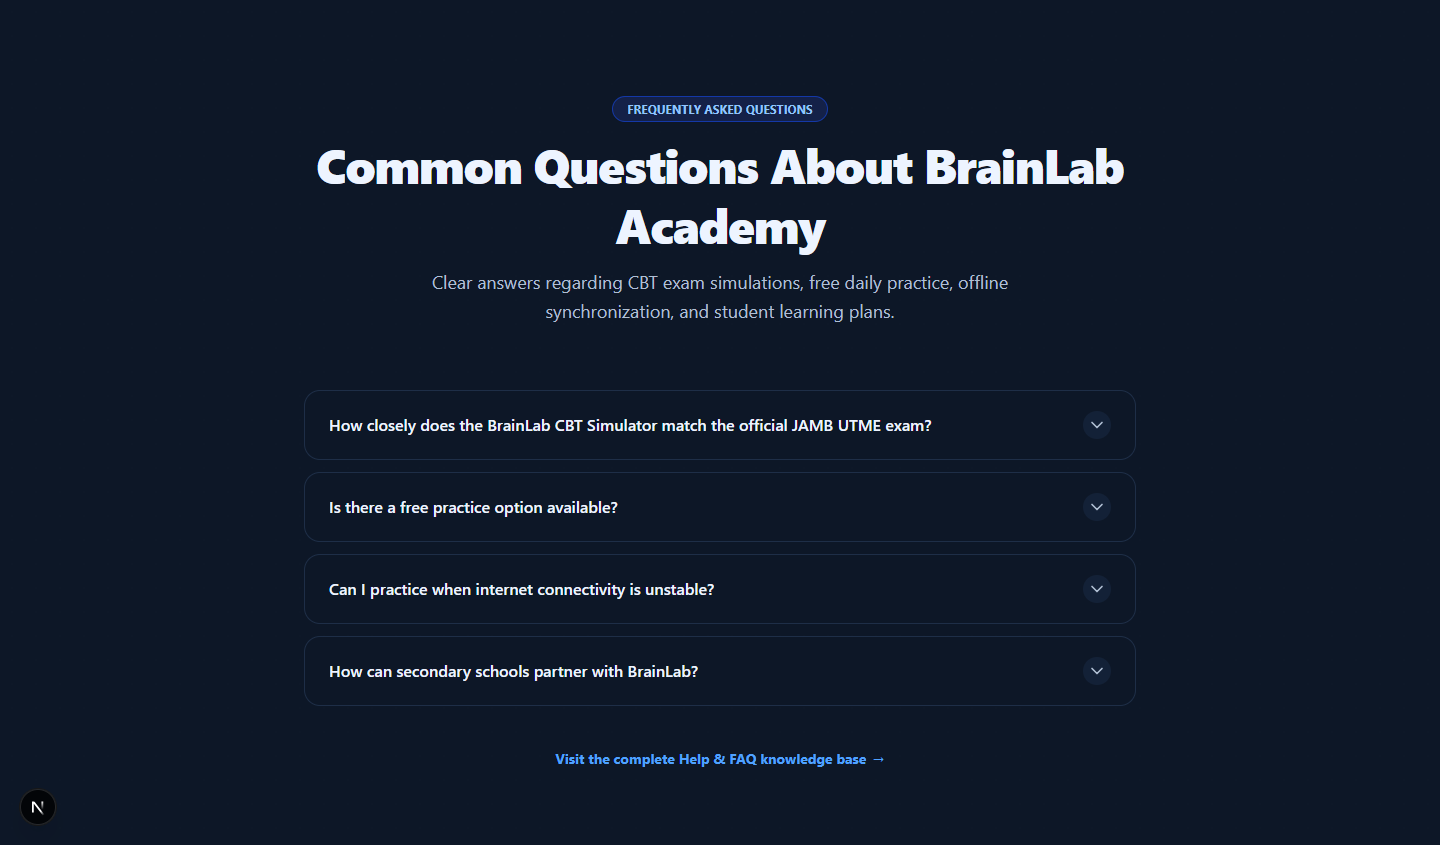 FREQUENTLY ASKED QUESTIONS
Common Questions About BrainLab
Academy
Clear answers regarding CBT exam simulations, free daily practice, offline
synchronization, and student learning plans.
How closely does the BrainLab CBT Simulator match the official JAMB UTME exam?
Is there a free practice option available?
Can I practice when internet connectivity is unstable?
How can secondary schools partner with BrainLab?
Visit the complete Help & FAQ knowledge base →
N